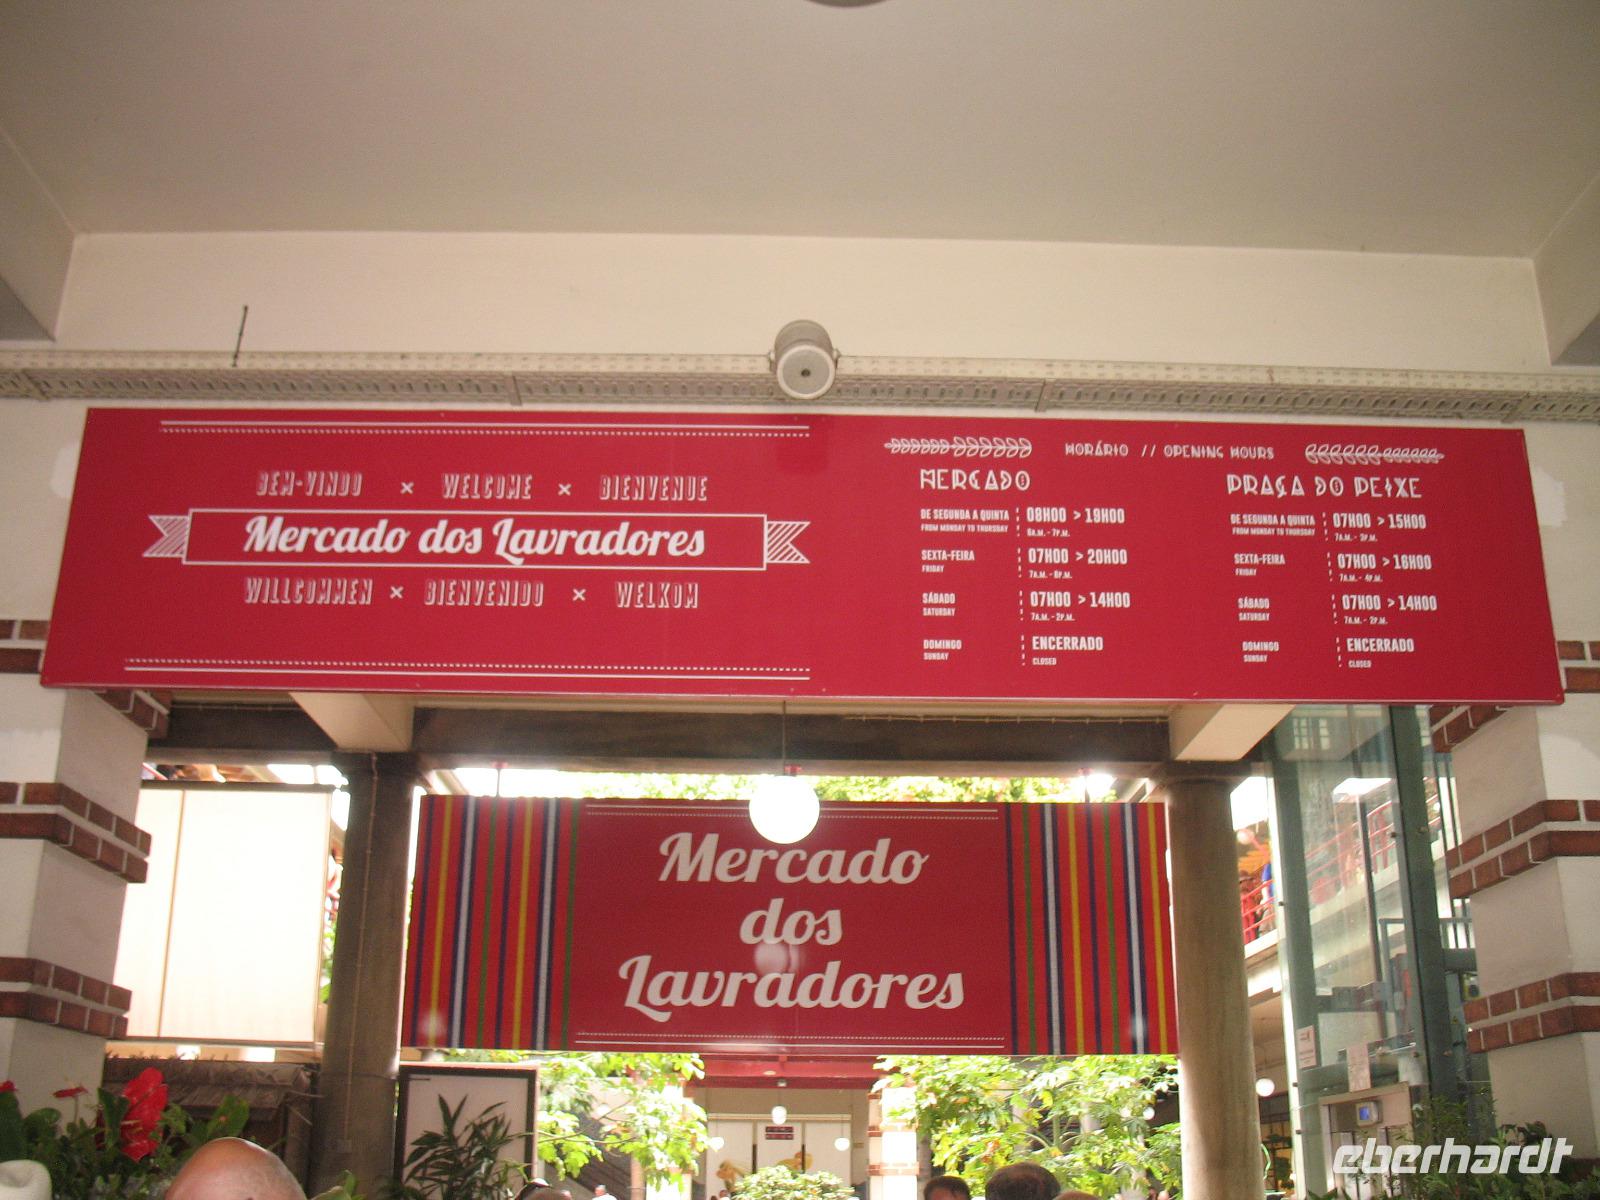 BEM-VINDO × WELCOME × BIENVENUE
Mercado dos Lavradores
WILLCOMMEN × BIENVENIDO × WELKOM
HORÁRIO // OPENING HOURS
MERCADO
DE SEGUNDA A QUINTA
FROM MONDAY TO THURSDAY
08H00 > 19H00
8A.M. - 7P.M.
SEXTA-FEIRA
FRIDAY
07H00 > 20H00
7A.M. - 8P.M.
SÁBADO
SATURDAY
07H00 > 14H00
7A.M. - 2P.M.
DOMINGO
SUNDAY
ENCERRADO
CLOSED
PRAÇA DO PEIXE
DE SEGUNDA A QUINTA
FROM MONDAY TO THURSDAY
07H00 > 15H00
7A.M. - 3P.M.
SEXTA-FEIRA
FRIDAY
07H00 > 16H00
7A.M. - 4P.M.
SÁBADO
SATURDAY
07H00 > 14H00
7A.M. - 2P.M.
DOMINGO
SUNDAY
ENCERRADO
CLOSED
Mercado
dos
Lavradores
eberhardt